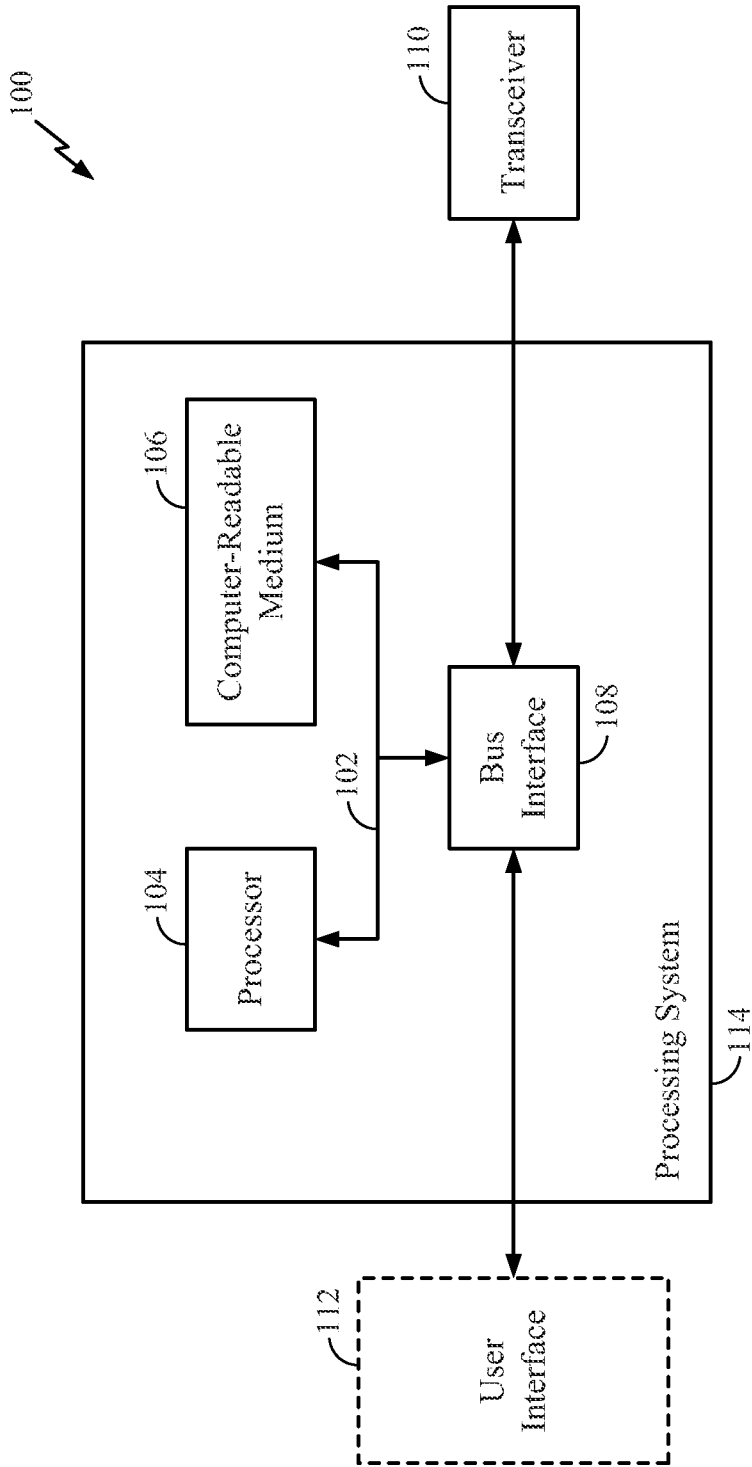 100
104
Processor
106
Computer-Readable
Medium
102
112
User
Interface
Bus
Interface
108
110
Transceiver
Processing System
114